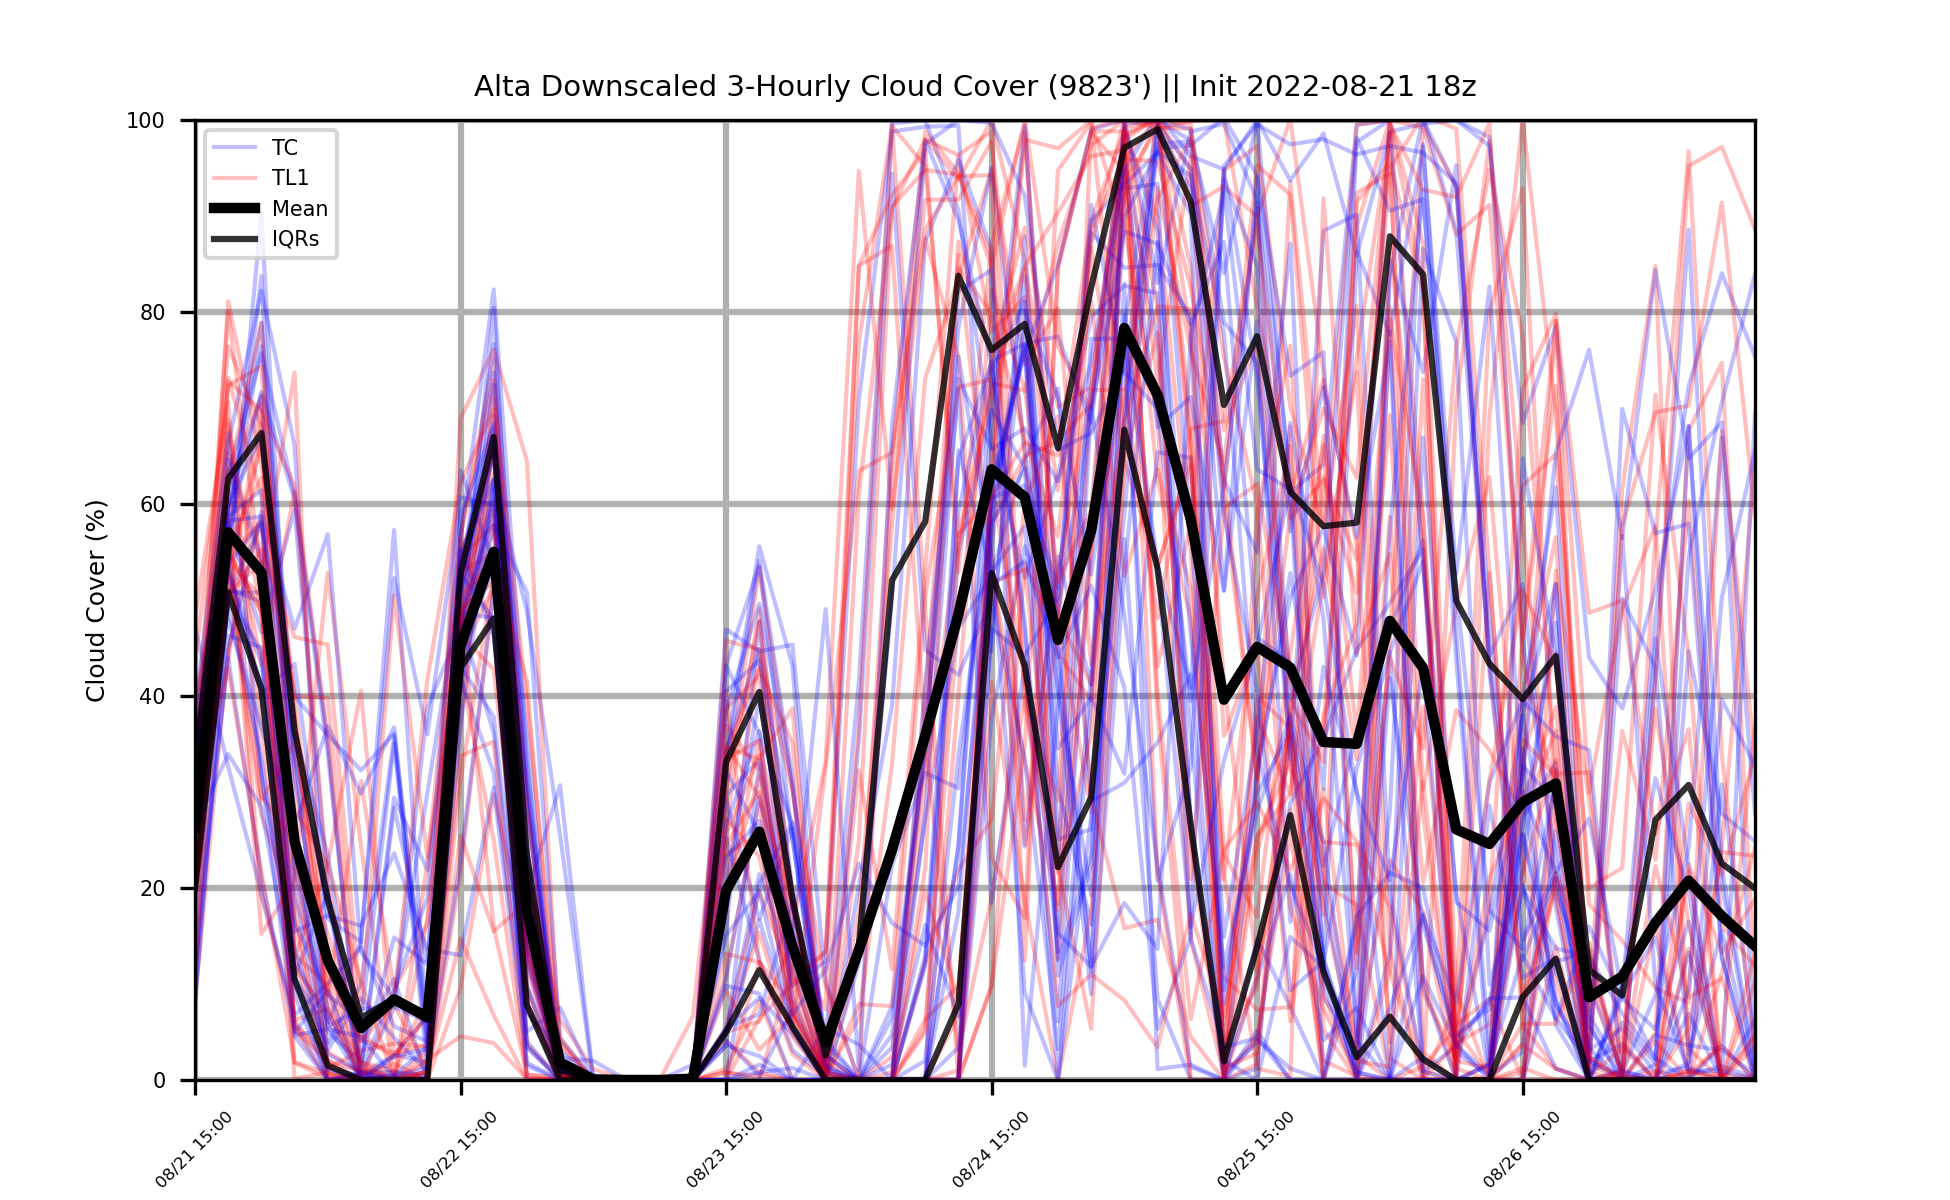 Alta Downscaled 3-Hourly Cloud Cover (9823') || Init 2022-08-21 18z
100
80
60
40
20
0
Cloud Cover (%)
TC
TL1
Mean
IQRs
08/21 15:00
08/22 15:00
08/23 15:00
08/24 15:00
08/25 15:00
08/26 15:00